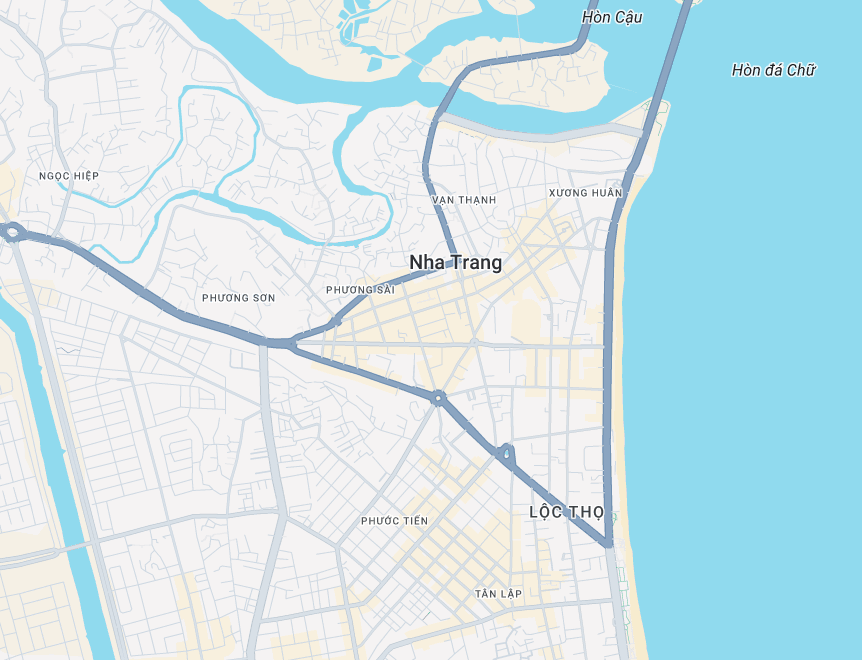 Hòn Cậu
Hòn đá Chữ
NGỌC HIỆP
VẠN THẠNH
XƯƠNG HUÂN
Nha Trang
PHƯƠNG SÀI
PHƯƠNG SƠN
LỘC THỌ
PHƯỚC TIẾN
TÂN LẬP